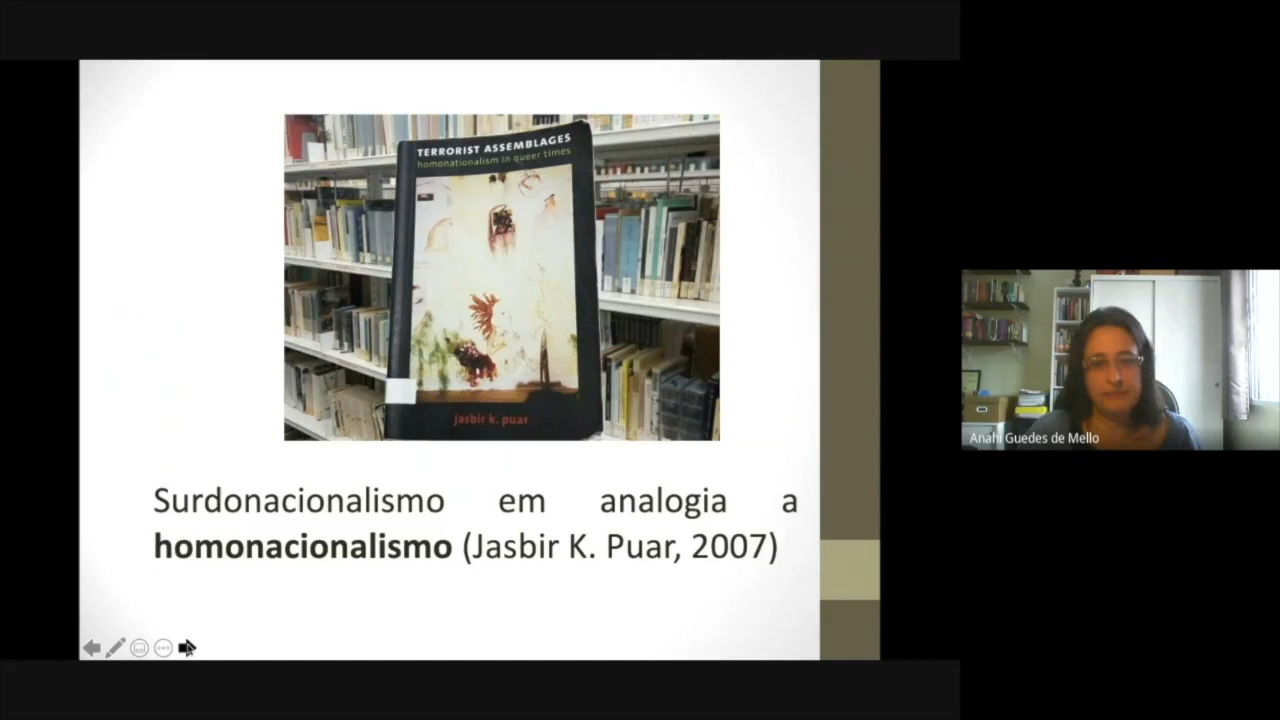 TERRORIST ASSEMBLAGES
homonationalism in queer times
jasbir k. puar
Surdonacionalismo em analogia a
homonacionalismo (Jasbir K. Puar, 2007)
Anahi Guedes de Mello